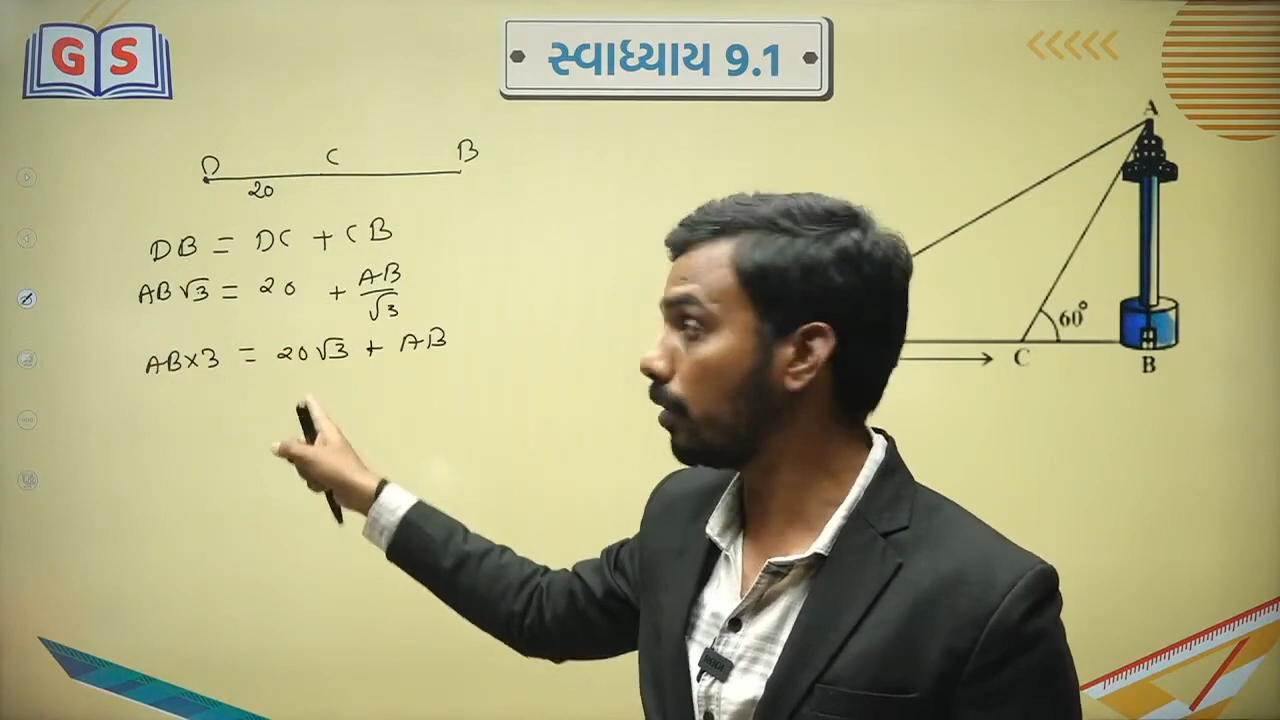 GS
સ્વાધ્યાય 9.1
D C B
20
DB = DC + CB
AB√3 = 20 + AB/√3
AB×3 = 20√3 + AB
A
60°
C
B